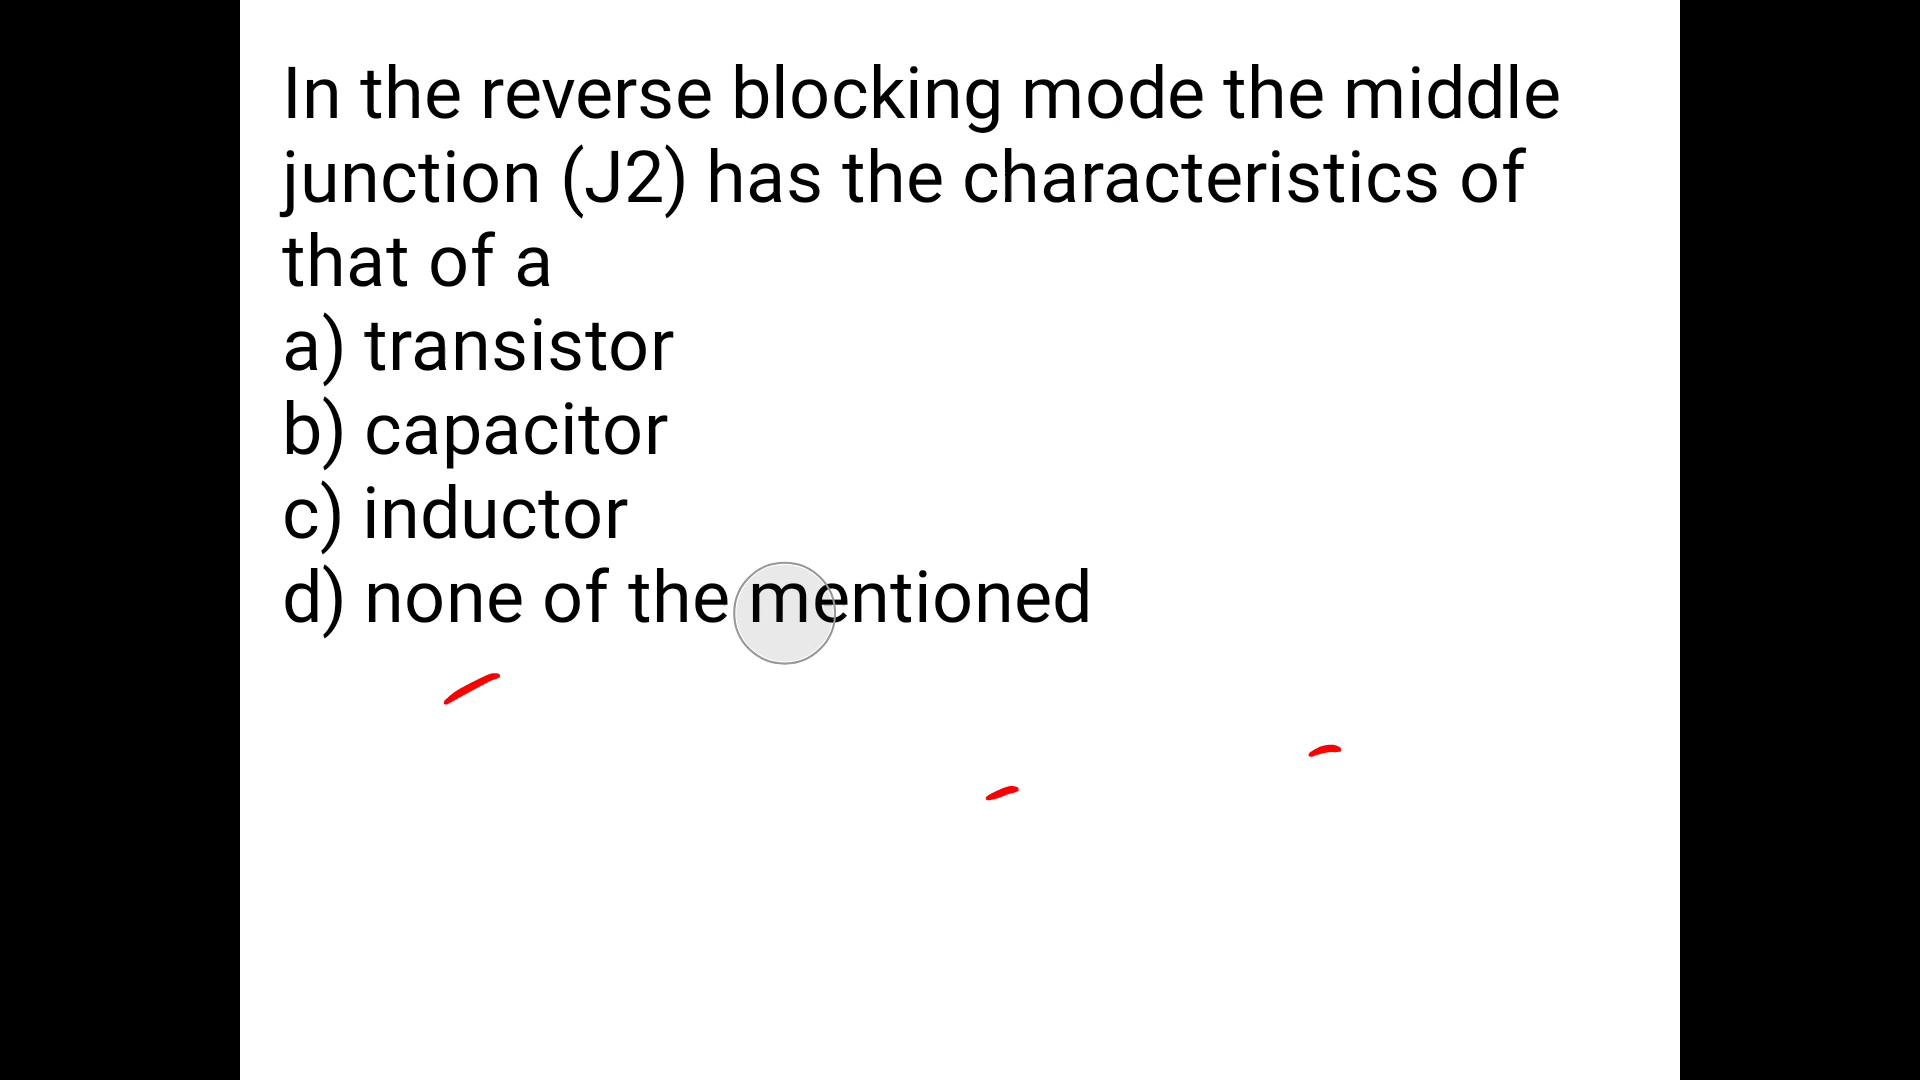 In the reverse blocking mode the middle
junction (J2) has the characteristics of
that of a
a) transistor
b) capacitor
c) inductor
d) none of the mentioned